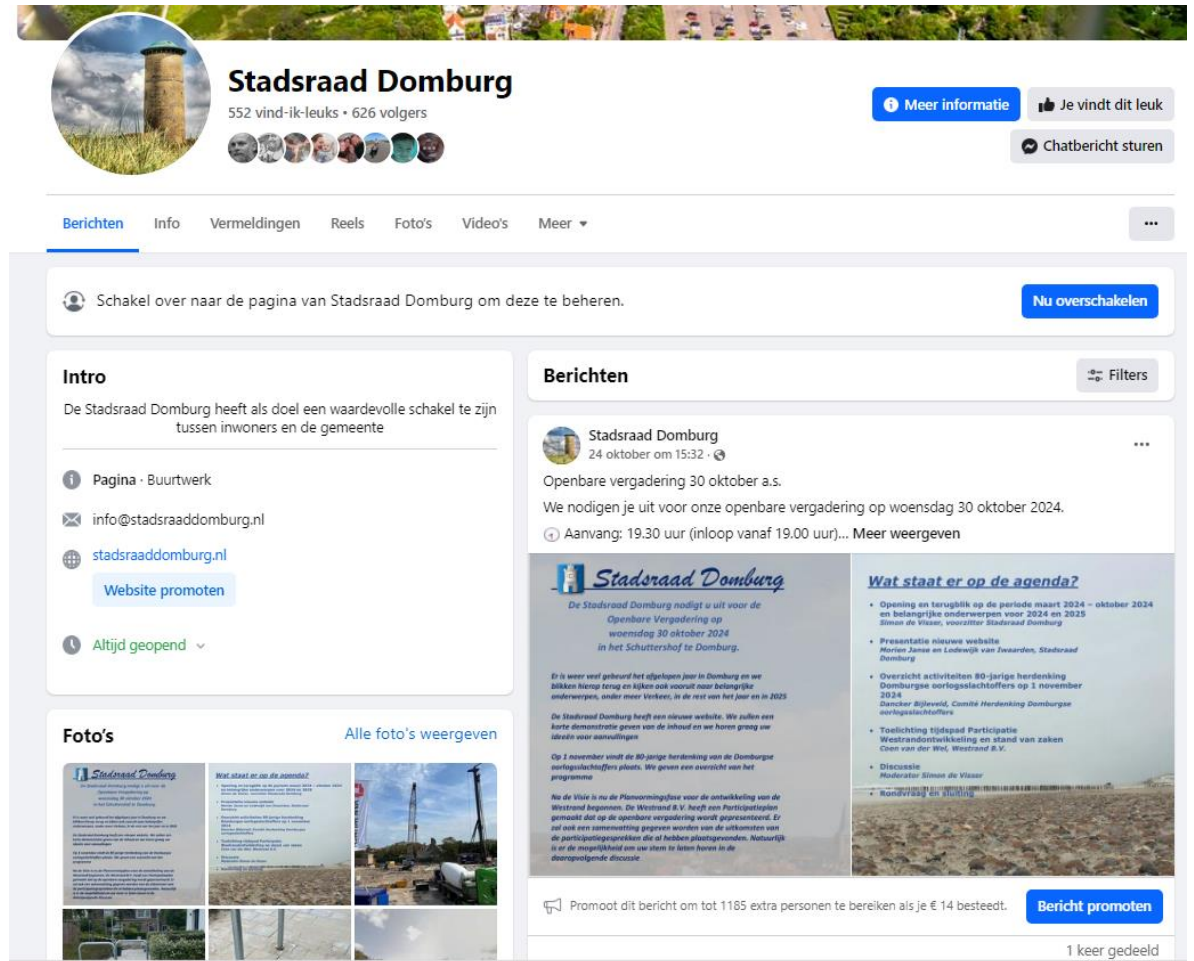 Stadsraad Domburg
552 vind-ik-leuks • 626 volgers
Meer informatie
Je vindt dit leuk
Chatbericht sturen
Berichten
Info
Vermeldingen
Reels
Foto's
Video's
Meer
Schakel over naar de pagina van Stadsraad Domburg om deze te beheren.
Nu overschakelen
Intro
De Stadsraad Domburg heeft als doel een waardevolle schakel te zijn
tussen inwoners en de gemeente
Pagina · Buurtwerk
info@stadsraaddomburg.nl
stadsraaddomburg.nl
Website promoten
Altijd geopend
Foto's
Alle foto's weergeven
Berichten
Filters
Stadsraad Domburg
24 oktober om 15:32 ·
Openbare vergadering 30 oktober a.s.
We nodigen je uit voor onze openbare vergadering op woensdag 30 oktober 2024.
Aanvang: 19.30 uur (inloop vanaf 19.00 uur)... Meer weergeven
Stadsraad Domburg
De Stadsraad Domburg nodigt u uit voor de
Openbare Vergadering op
woensdag 30 oktober 2024
in het Schuttershof te Domburg.
Er is weer veel gebeurd het afgelopen jaar in Domburg en we
blikken hierop terug en kijken ook vooruit naar belangrijke
onderwerpen, onder meer Verkeer, in de rest van het jaar en in 2025
De Stadsraad Domburg heeft een nieuwe website. We zullen een
korte demonstratie geven van de inhoud en we horen graag uw
ideeën voor aanvullingen
Op 1 november vindt de 80-jarige herdenking van de Domburgse
oorlogsslachtoffers plaats. We geven een overzicht van het
programma
Na de Visie is nu de Planvormingsfase voor de ontwikkeling van de
Westrand begonnen. De Westrand B.V. heeft een Participatieplan
gemaakt dat op de openbare vergadering wordt gepresenteerd. Er
zal ook een samenvatting gegeven worden van de uitkomsten van
de participatiegesprekken die al hebben plaatsgevonden. Natuurlijk
is er de mogelijkheid om uw stem te laten horen in de
daaropvolgende discussie
Wat staat er op de agenda?
• Opening en terugblik op de periode maart 2024 – oktober 2024
en belangrijke onderwerpen voor 2024 en 2025
Simon de Visser, voorzitter Stadsraad Domburg
• Presentatie nieuwe website
Morien Janse en Lodewijk van Iwaarden, Stadsraad
Domburg
• Overzicht activiteiten 80-jarige herdenking
Domburgse oorlogsslachtoffers op 1 november
2024
Dancker Bijleveld, Comité Herdenking Domburgse
oorlogsslachtoffers
• Toelichting tijdspad Participatie
Westrandontwikkeling en stand van zaken
Coen van der Wel, Westrand B.V.
• Discussie
Moderator Simon de Visser
• Rondvraag en sluiting
Promoot dit bericht om tot 1185 extra personen te bereiken als je € 14 besteedt.
Bericht promoten
1 keer gedeeld